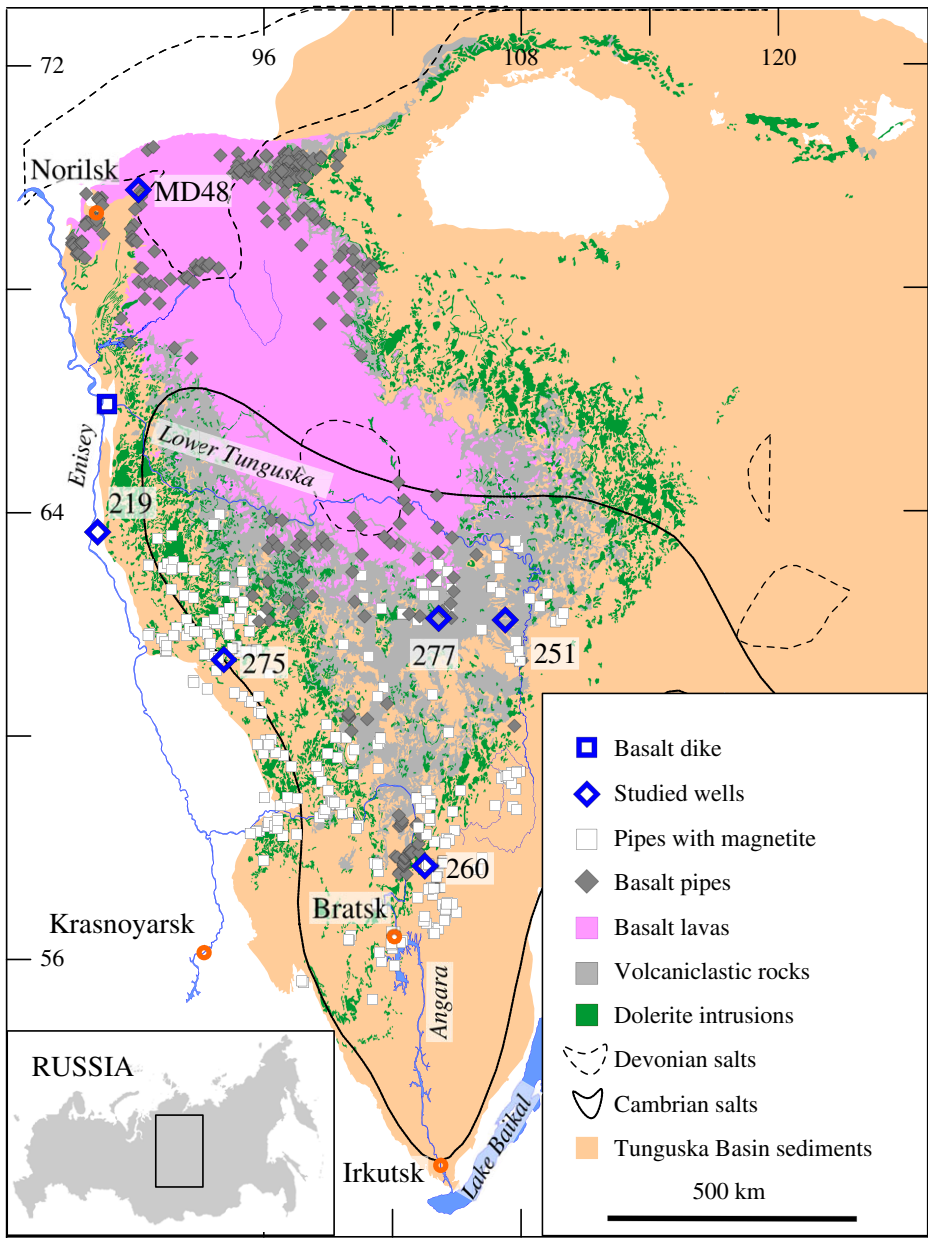 96
108
120
72
Norilsk
MD48
Enisey
Lower Tunguska
219
64
275
277
251
260
Bratsk
Krasnoyarsk
56
Angara
Lake Baikal
Irkutsk
RUSSIA
Basalt dike
Studied wells
Pipes with magnetite
Basalt pipes
Basalt lavas
Volcaniclastic rocks
Dolerite intrusions
Devonian salts
Cambrian salts
Tunguska Basin sediments
500 km